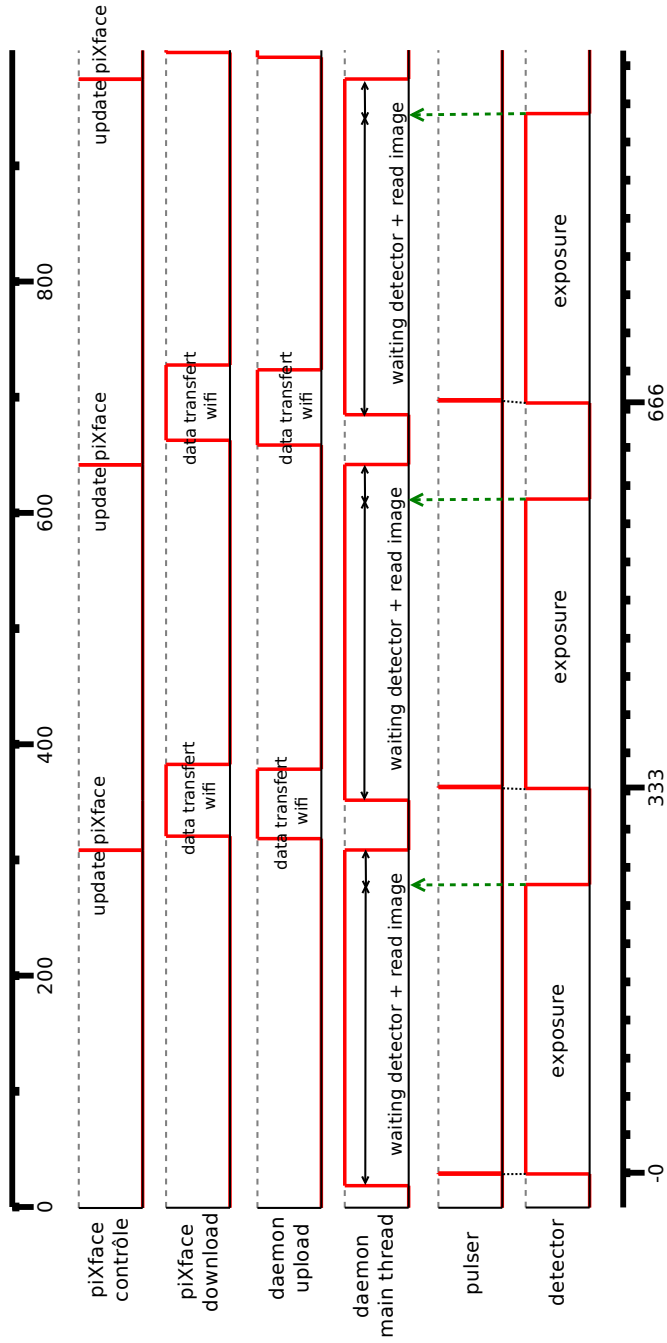 0
200
400
600
800
piXface
contrôle
update piXface
update piXface
update piXface
piXface
download
data transfert
wifi
data transfert
wifi
daemon
upload
data transfert
wifi
data transfert
wifi
daemon
main thread
waiting detector + read image
waiting detector + read image
waiting detector + read image
pulser
detector
exposure
exposure
exposure
-0
333
666